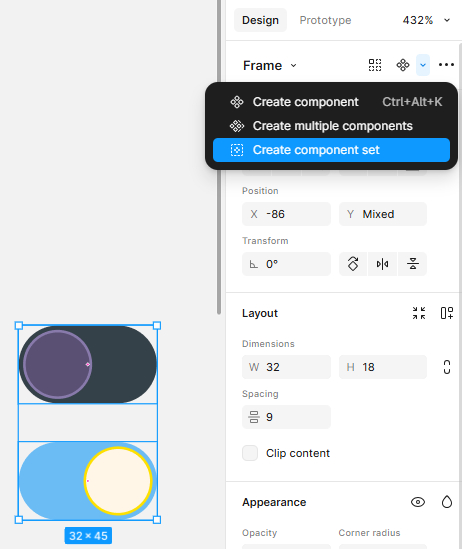 Design Prototype 432%
Frame
Create component Ctrl+Alt+K
Create multiple components
Create component set
Position
X -86 Y Mixed
Transform
0°
Layout
Dimensions
W 32 H 18
Spacing
9
Clip content
32 × 45
Appearance
Opacity Corner radius